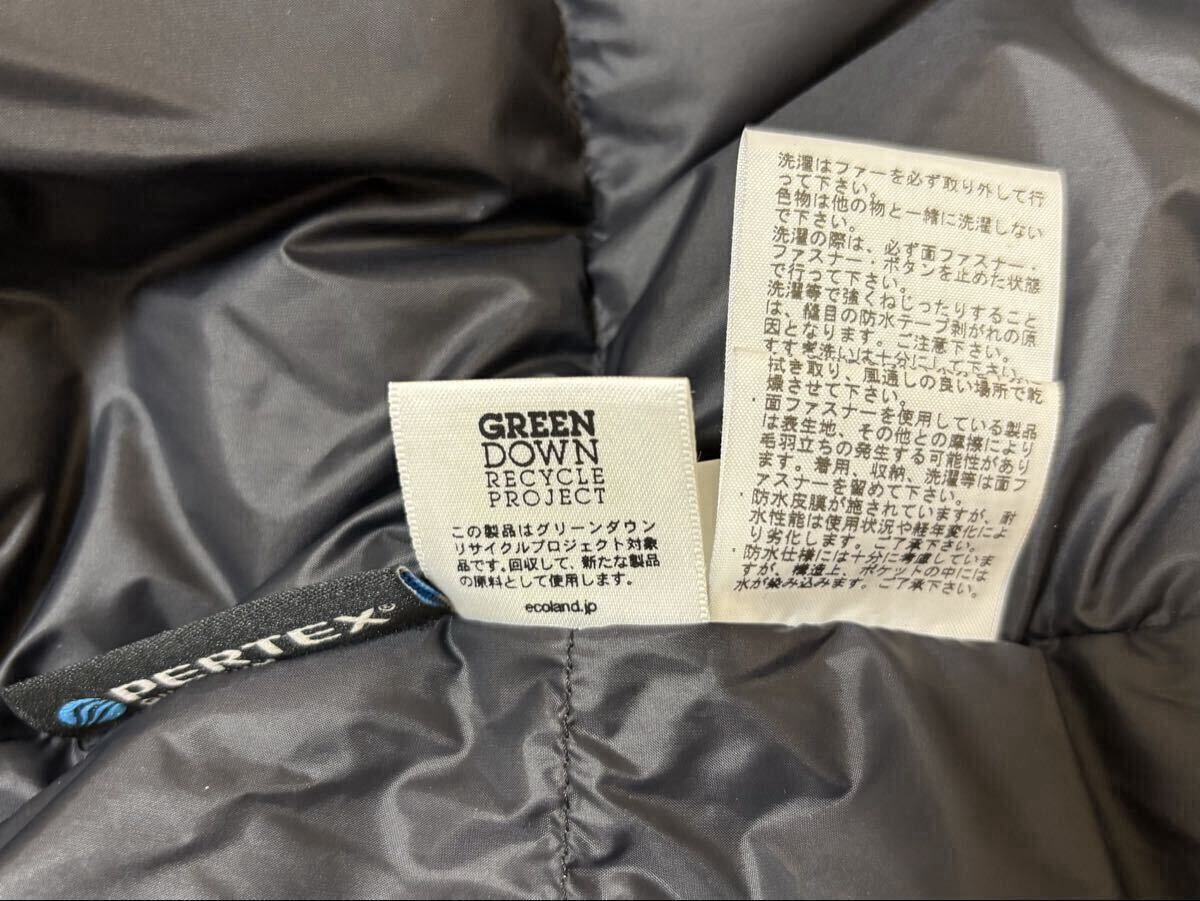 GREEN
DOWN
RECYCLE
PROJECT
この製品はグリーンダウン
リサイクルプロジェクト対象
品です。回収して、新たな製品
の原料として使用します。
ecoland.jp
PERTEX®
洗濯はファーを必ず取り外して行
って下さい。
色物は他の物と一緒に洗濯しない
で下さい。
洗濯の際は、必ず面ファスナー・
ファスナー・ボタンを止めた状態
で行って下さい。
洗濯等で強くねじったりすること
は、縫目の防水テープ剥がれの原
因となります。ご注意下さい。
すすぎ洗いは十分にして下さい。
拭き取り、風通しの良い場所で乾
燥させて下さい。
・面ファスナーを使用している製品
は表生地、その他との摩擦により
毛羽立ちの発生する可能性があり
ます。着用、収納、洗濯等は面フ
ァスナーを留めて下さい。
・防水皮膜が施されていますが、耐
水性能は使用状況や経年変化によ
り劣化します。ご了承下さい。
・防水仕様には十分に考慮していま
すが、構造上、ポケットの中には
水が染み込みます。ご了承下さい。